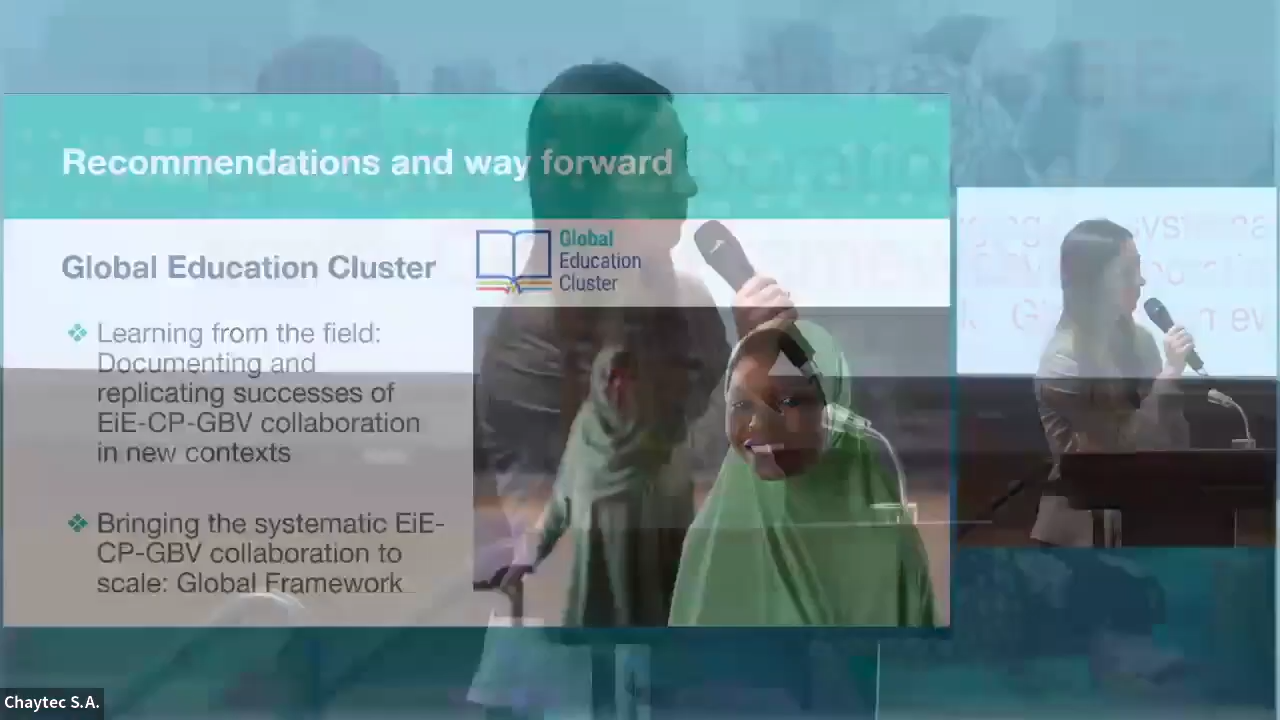 Recommendations and way forward
Global Education Cluster
Global
Education
Cluster
❖ Learning from the field:
Documenting and
replicating successes of
EiE-CP-GBV collaboration
in new contexts
❖ Bringing the systematic EiE-
CP-GBV collaboration to
scale: Global Framework
Chaytec S.A.